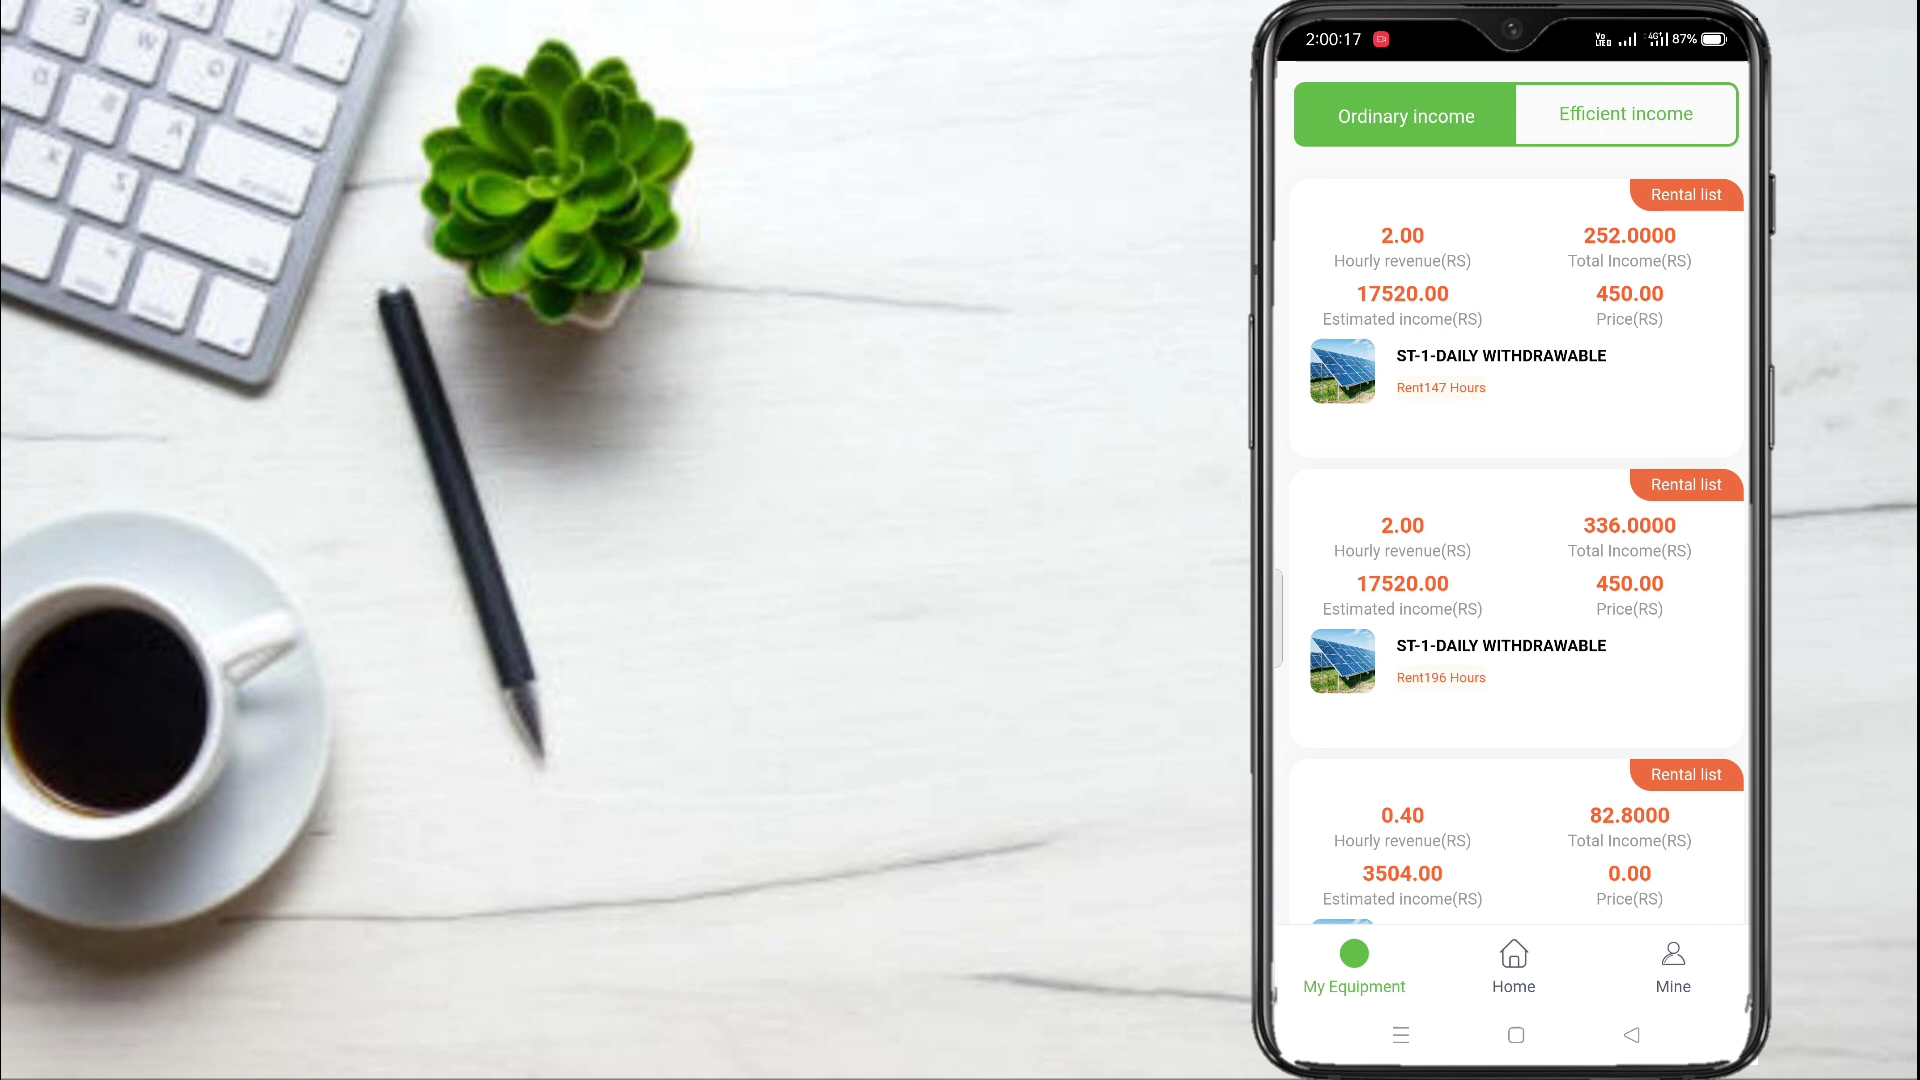 2:00:17
87%
Ordinary income
Efficient income
Rental list
2.00
252.0000
Hourly revenue(RS)
Total Income(RS)
17520.00
450.00
Estimated income(RS)
Price(RS)
ST-1-DAILY WITHDRAWABLE
Rent147 Hours
Rental list
2.00
336.0000
Hourly revenue(RS)
Total Income(RS)
17520.00
450.00
Estimated income(RS)
Price(RS)
ST-1-DAILY WITHDRAWABLE
Rent196 Hours
Rental list
0.40
82.8000
Hourly revenue(RS)
Total Income(RS)
3504.00
0.00
Estimated income(RS)
Price(RS)
My Equipment
Home
Mine